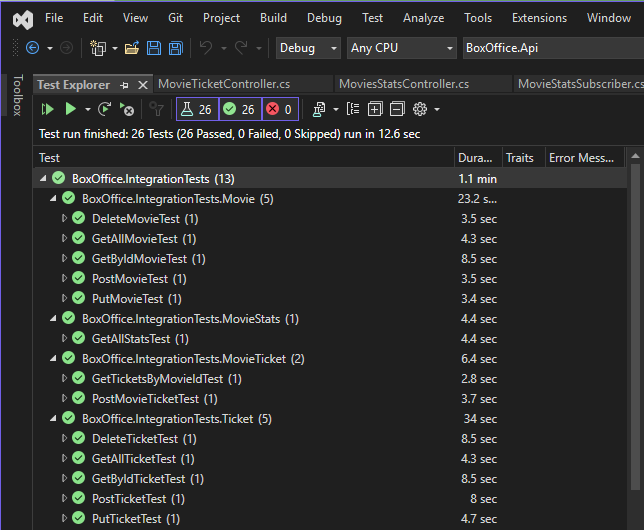 File Edit View Git Project Build Debug Test Analyze Tools Extensions Window
Debug Any CPU BoxOffice.Api
Toolbox
Test Explorer MovieTicketController.cs MoviesStatsController.cs MovieStatsSubscriber.cs
26 26 0
Test run finished: 26 Tests (26 Passed, 0 Failed, 0 Skipped) run in 12.6 sec
Test Dura... Traits Error Mess...
BoxOffice.IntegrationTests (13) 1.1 min
BoxOffice.IntegrationTests.Movie (5) 23.2 s...
DeleteMovieTest (1) 3.5 sec
GetAllMovieTest (1) 4.3 sec
GetByIdMovieTest (1) 8.5 sec
PostMovieTest (1) 3.5 sec
PutMovieTest (1) 3.4 sec
BoxOffice.IntegrationTests.MovieStats (1) 4.4 sec
GetAllStatsTest (1) 4.4 sec
BoxOffice.IntegrationTests.MovieTicket (2) 6.4 sec
GetTicketsByMovieIdTest (1) 2.8 sec
PostMovieTicketTest (1) 3.7 sec
BoxOffice.IntegrationTests.Ticket (5) 34 sec
DeleteTicketTest (1) 8.5 sec
GetAllTicketTest (1) 4.3 sec
GetByIdTicketTest (1) 8.5 sec
PostTicketTest (1) 8 sec
PutTicketTest (1) 4.7 sec